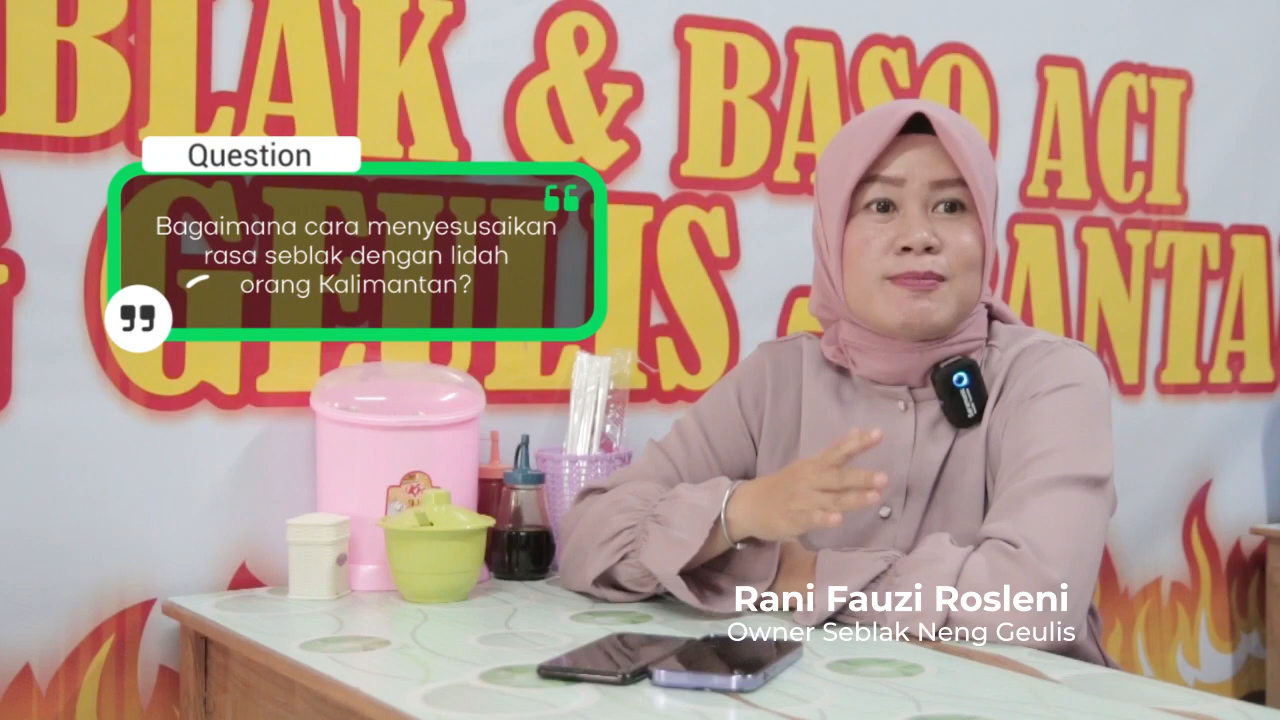 BLAK & BASO ACI
GEULIS - ANTA
Question
Bagaimana cara menyesusaikan
rasa seblak dengan lidah
orang Kalimantan?
Rani Fauzi Rosleni
Owner Seblak Neng Geulis